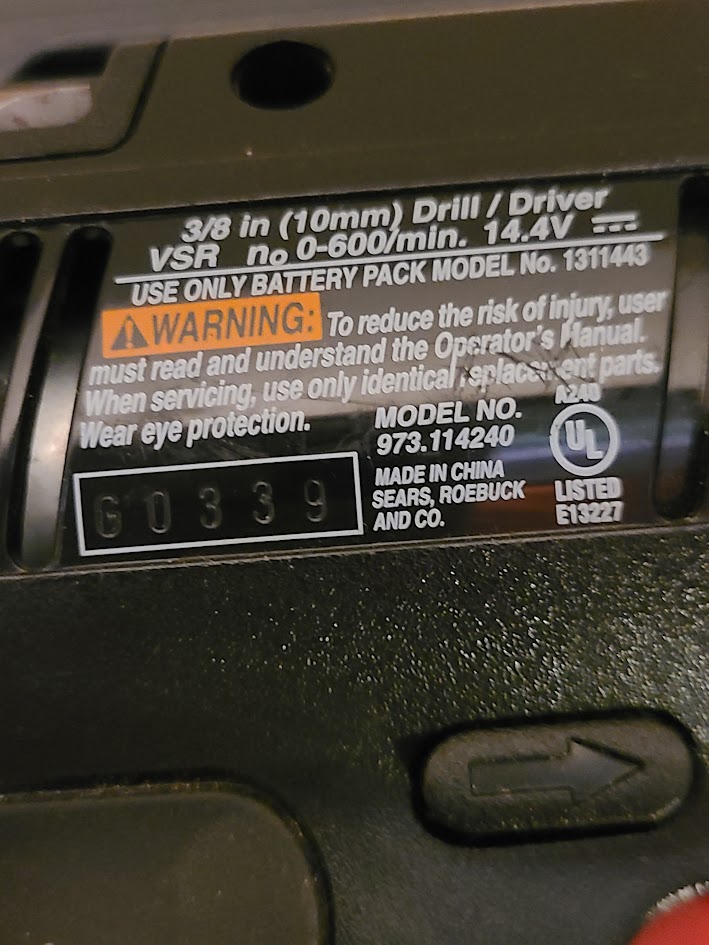 3/8 in (10mm) Drill / Driver
VSR no 0-600/min. 14.4V
USE ONLY BATTERY PACK MODEL No. 1311443
WARNING: To reduce the risk of injury, user
must read and understand the Operator's Manual.
When servicing, use only identical replacement parts.
Wear eye protection.
MODEL NO.
973.114240
MADE IN CHINA
SEARS, ROEBUCK
AND CO.
UL
LISTED
E13227
G0339